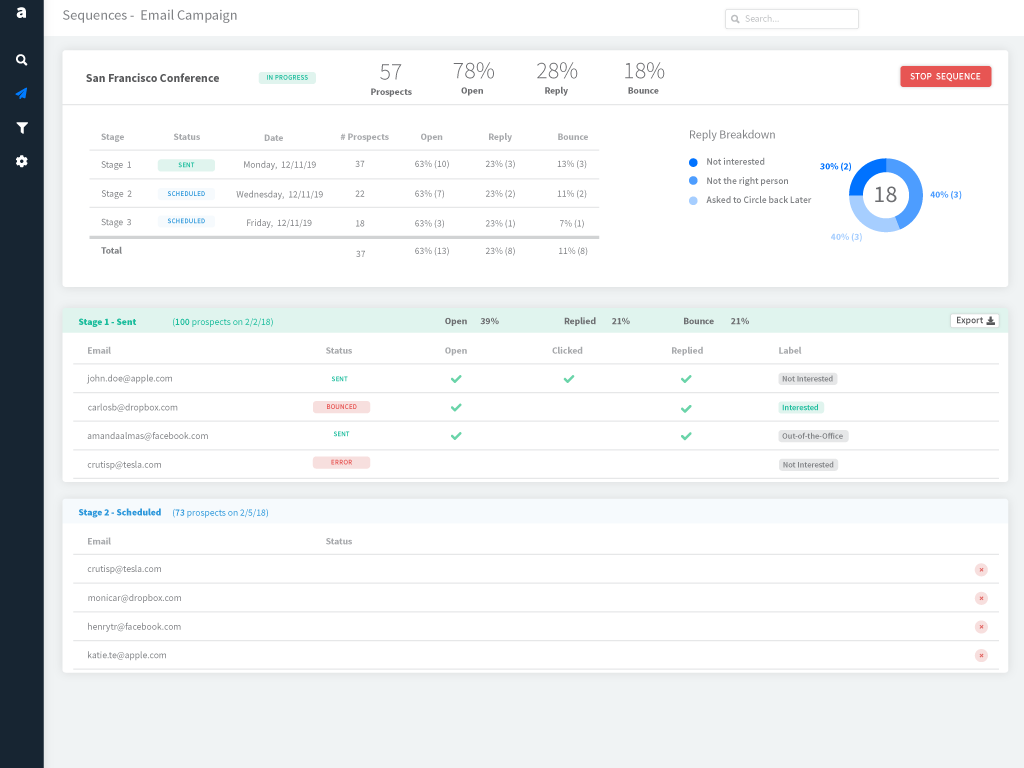 a
Sequences - Email Campaign
Search...
San Francisco Conference
IN PROGRESS
57
Prospects
78%
Open
28%
Reply
18%
Bounce
STOP SEQUENCE
Stage Status Date # Prospects Open Reply Bounce
Stage 1 SENT Monday, 12/11/19 37 63% (10) 23% (3) 13% (3)
Stage 2 SCHEDULED Wednesday, 12/11/19 22 63% (7) 23% (2) 11% (2)
Stage 3 SCHEDULED Friday, 12/11/19 18 63% (3) 23% (1) 7% (1)
Total 37 63% (13) 23% (8) 11% (8)
Reply Breakdown
Not interested
Not the right person
Asked to Circle back Later
30% (2)
18
40% (3)
40% (3)
Stage 1 - Sent (100 prospects on 2/2/18) Open 39% Replied 21% Bounce 21% Export
Email Status Open Clicked Replied Label
john.doe@apple.com SENT Not Interested
carlosb@dropbox.com BOUNCED Interested
amandaalmas@facebook.com SENT Out-of-the-Office
crutisp@tesla.com ERROR Not Interested
Stage 2 - Scheduled (73 prospects on 2/5/18)
Email Status
crutisp@tesla.com
monicar@dropbox.com
henrytr@facebook.com
katie.te@apple.com